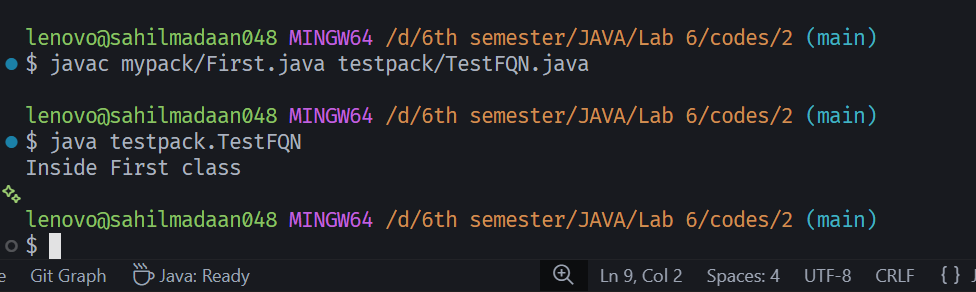 lenovo@sahilmadaan048 MINGW64 /d/6th semester/JAVA/Lab 6/codes/2 (main)
$ javac mypack/First.java testpack/TestFQN.java
lenovo@sahilmadaan048 MINGW64 /d/6th semester/JAVA/Lab 6/codes/2 (main)
$ java testpack.TestFQN
Inside First class
lenovo@sahilmadaan048 MINGW64 /d/6th semester/JAVA/Lab 6/codes/2 (main)
$
Git Graph Java: Ready Ln 9, Col 2 Spaces: 4 UTF-8 CRLF { }